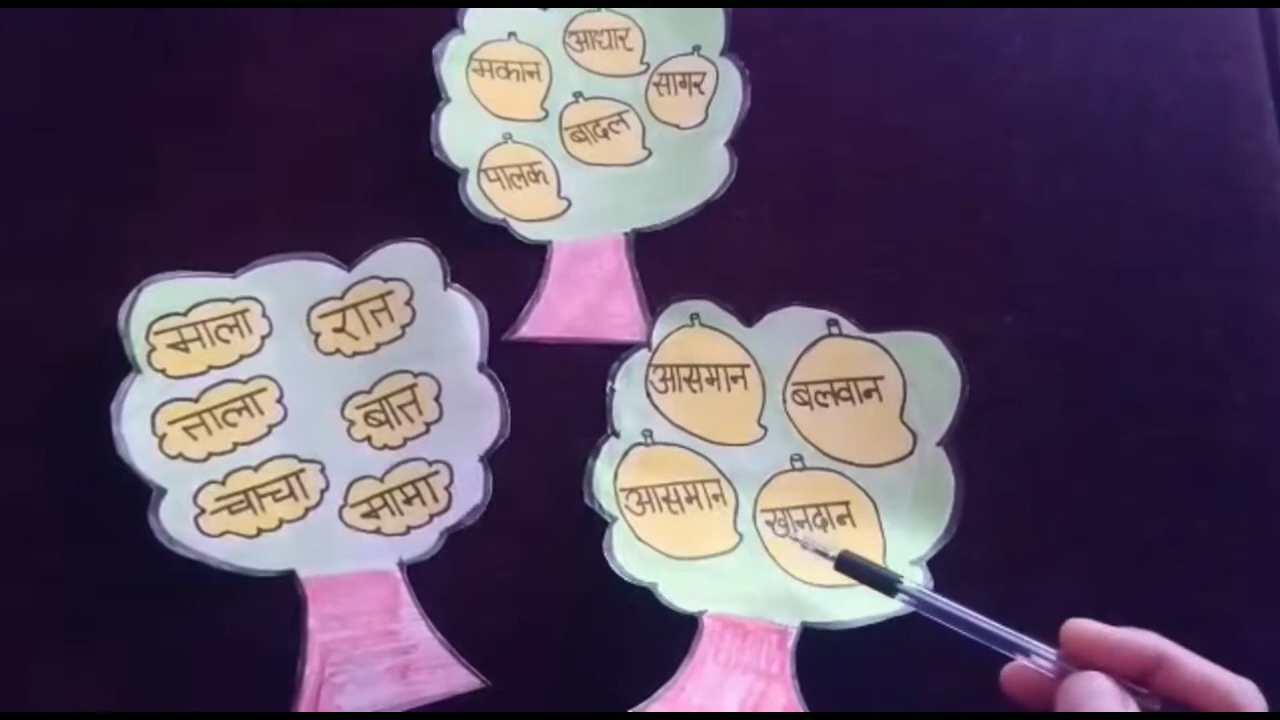 आधार
मकान
सागर
बादल
पालक
माला
रात
ताला
बात
चाचा
मामा
आसमान
बलवान
आसमान
खानदान